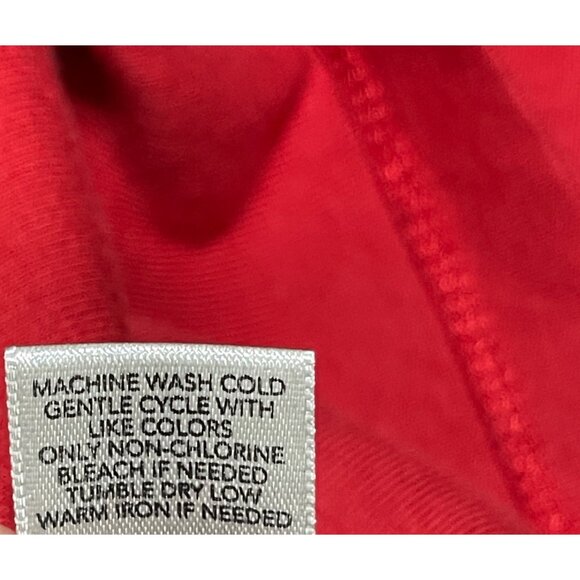 MACHINE WASH COLD
GENTLE CYCLE WITH
LIKE COLORS
ONLY NON-CHLORINE
BLEACH IF NEEDED
TUMBLE DRY LOW
WARM IRON IF NEEDED